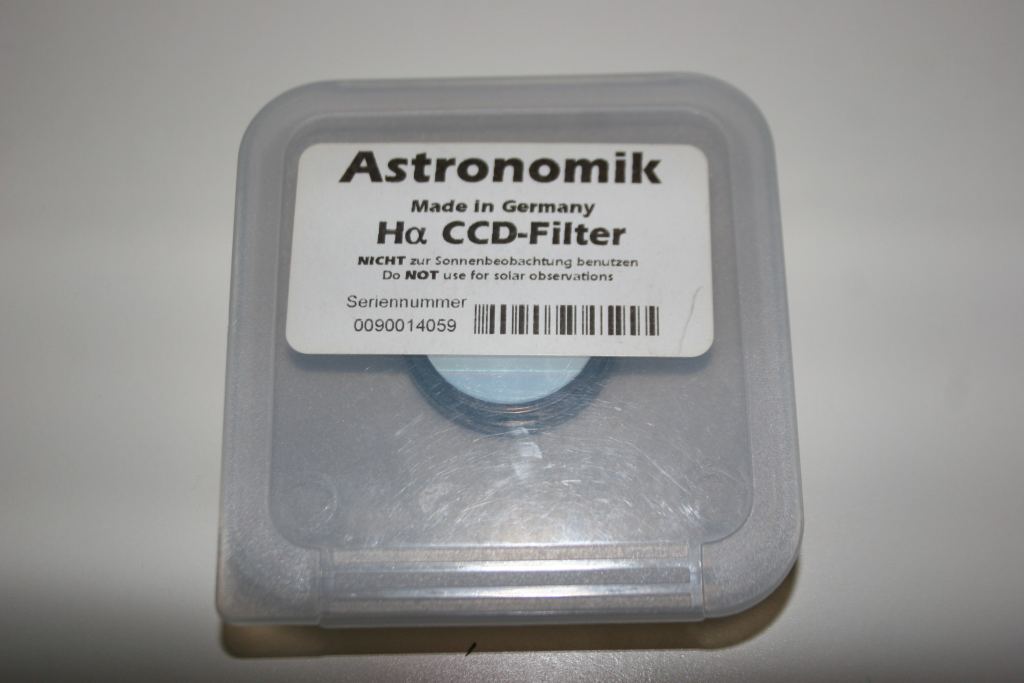 Astronomik
Made in Germany
Hα CCD-Filter
NICHT zur Sonnenbeobachtung benutzen
Do NOT use for solar observations
Seriennummer
0090014059